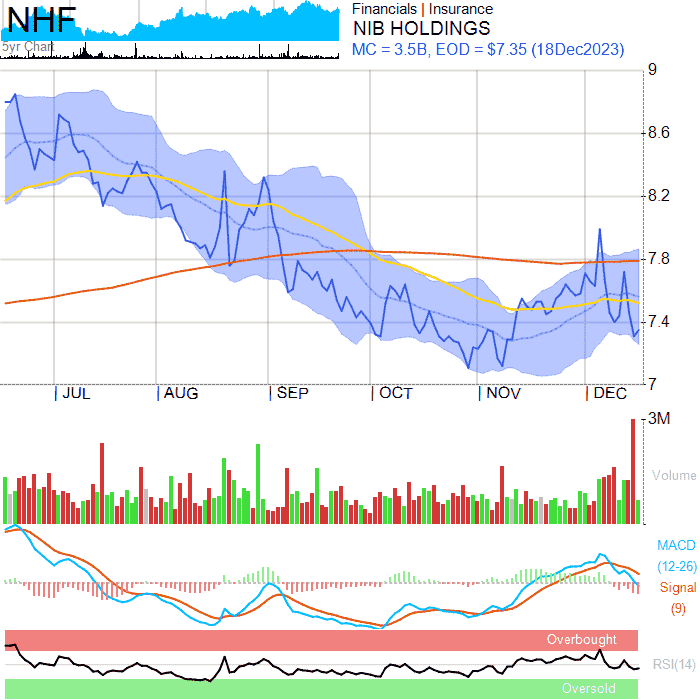 NHF
5yr Chart
Financials | Insurance
NIB HOLDINGS
MC = 3.5B, EOD = $7.35 (18Dec2023)
9
8.6
8.2
7.8
7.4
7
JUL AUG SEP OCT NOV DEC
3M
Volume
MACD
(12-26)
Signal
(9)
Overbought
RSI(14)
Oversold